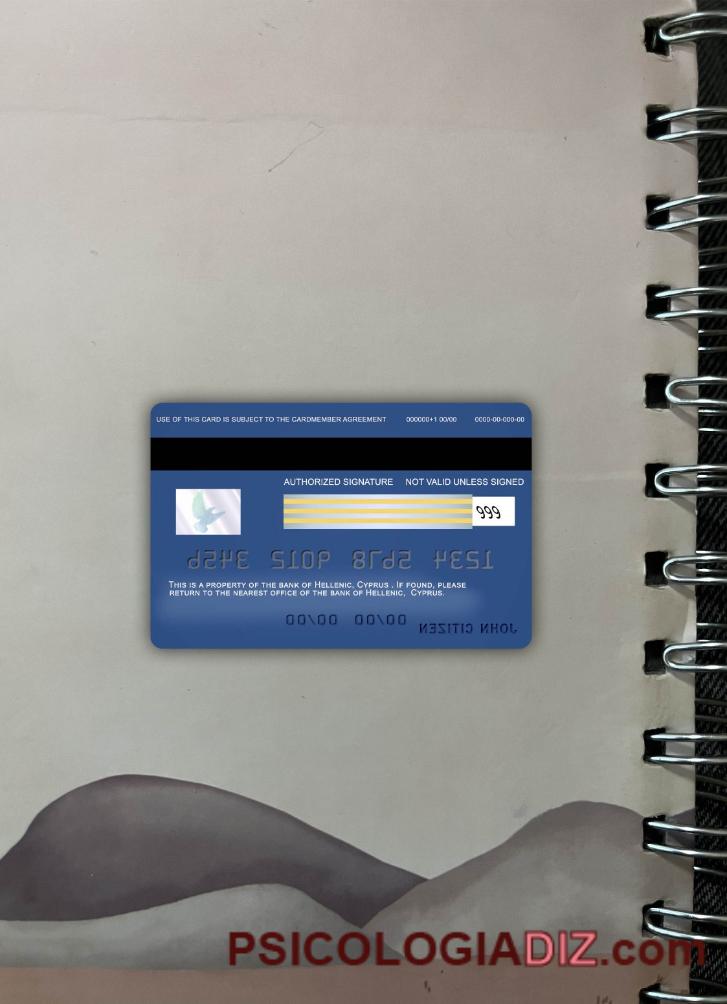 USE OF THIS CARD IS SUBJECT TO THE CARDMEMBER AGREEMENT 000000+1 00/00 0000-00-000-00
AUTHORIZED SIGNATURE NOT VALID UNLESS SIGNED
999
1234 5678 9012 3456
THIS IS A PROPERTY OF THE BANK OF HELLENIC, CYPRUS . IF FOUND, PLEASE
RETURN TO THE NEAREST OFFICE OF THE BANK OF HELLENIC, CYPRUS.
00/00 00/00
JOHN CITIZEN
PSICOLOGIADIZ.com